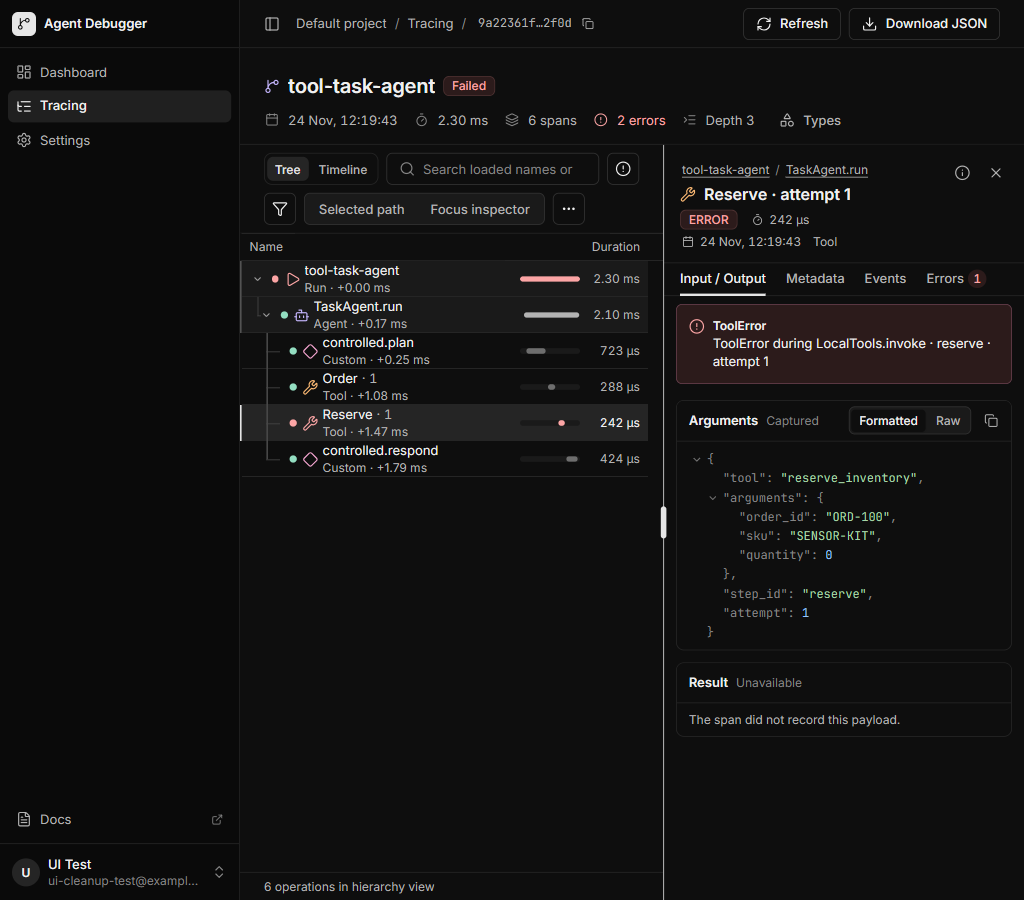 Agent Debugger
Dashboard
Tracing
Settings
Docs
U
UI Test
ui-cleanup-test@exampl...
Default project / Tracing / 9a22361f…2f0d
Refresh
Download JSON
tool-task-agent Failed
24 Nov, 12:19:43 2.30 ms 6 spans 2 errors Depth 3 Types
Tree Timeline Search loaded names or
Selected path Focus inspector
Name Duration
tool-task-agent
Run · +0.00 ms
2.30 ms
TaskAgent.run
Agent · +0.17 ms
2.10 ms
controlled.plan
Custom · +0.25 ms
723 µs
Order · 1
Tool · +1.08 ms
288 µs
Reserve · 1
Tool · +1.47 ms
242 µs
controlled.respond
Custom · +1.79 ms
424 µs
6 operations in hierarchy view
tool-task-agent / TaskAgent.run
Reserve · attempt 1
ERROR 242 µs
24 Nov, 12:19:43 Tool
Input / Output Metadata Events Errors 1
ToolError
ToolError during LocalTools.invoke · reserve ·
attempt 1
Arguments Captured Formatted Raw
{
"tool": "reserve_inventory",
"arguments": {
"order_id": "ORD-100",
"sku": "SENSOR-KIT",
"quantity": 0
},
"step_id": "reserve",
"attempt": 1
}
Result Unavailable
The span did not record this payload.